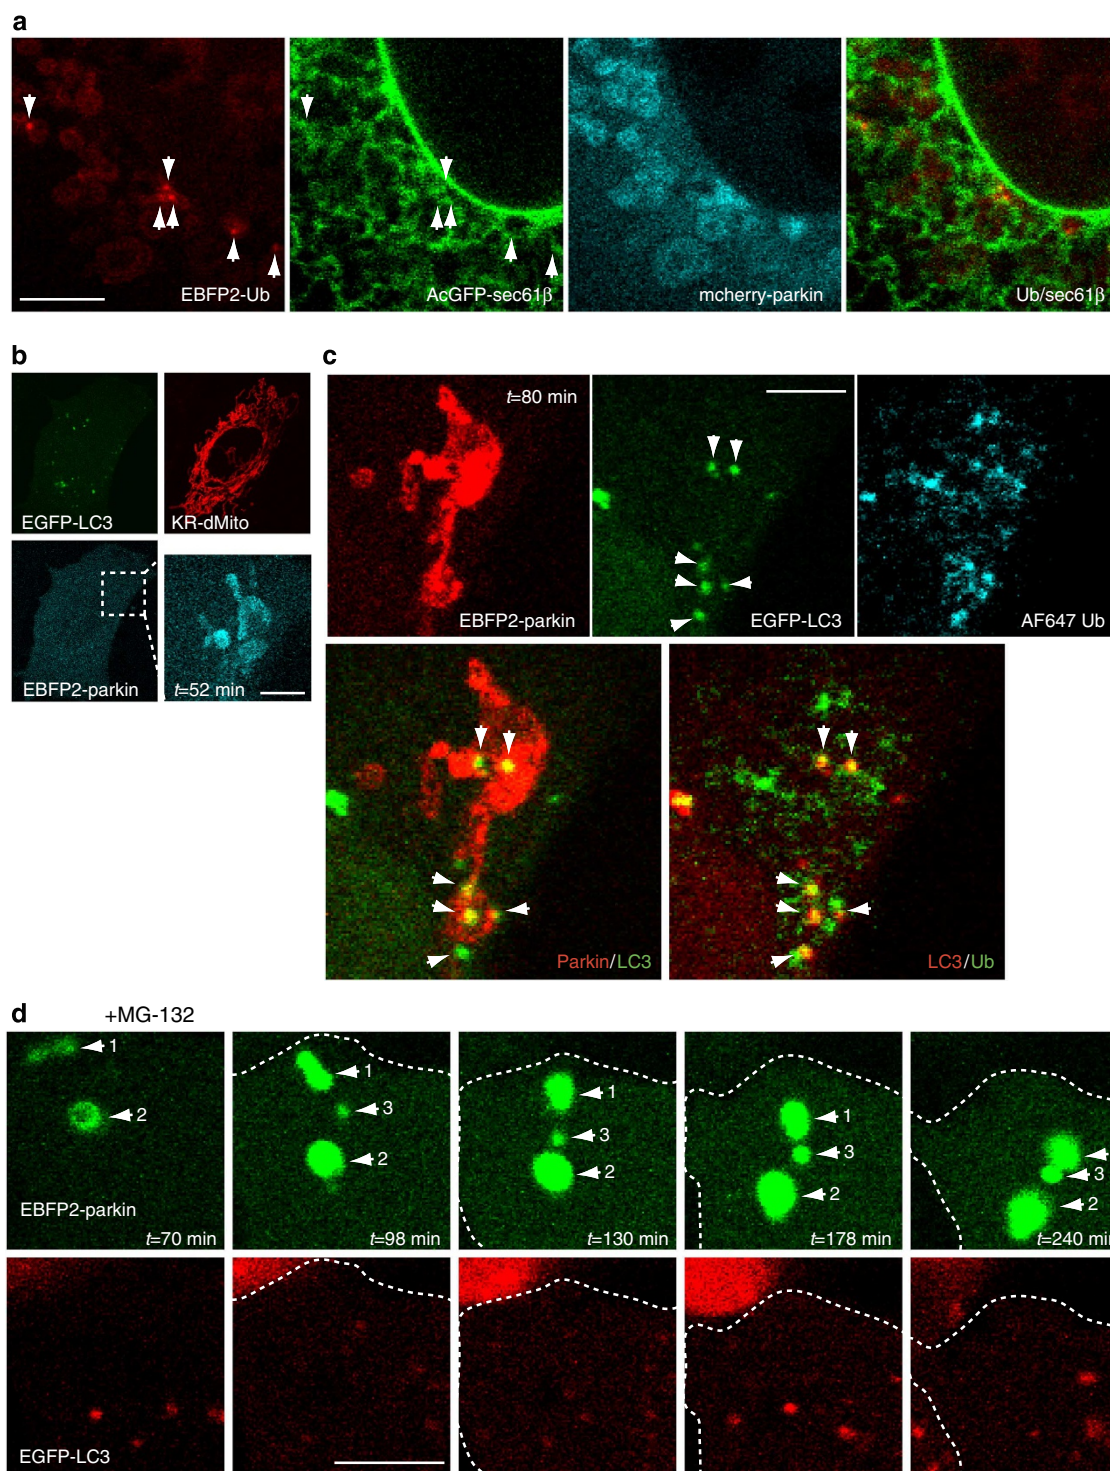 a
EBFP2-Ub
AcGFP-sec61β
mcherry-parkin
Ub/sec61β
b
EGFP-LC3
KR-dMito
EBFP2-parkin
t=52 min
c
t=80 min
EBFP2-parkin
EGFP-LC3
AF647 Ub
Parkin/LC3
LC3/Ub
d
+MG-132
1
2
EBFP2-parkin
t=70 min
1
3
2
t=98 min
1
3
2
t=130 min
1
3
2
t=178 min
3
2
t=240 min
EGFP-LC3